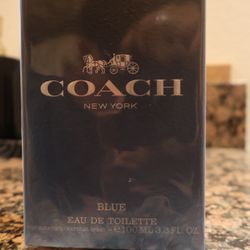 COACH
NEW YORK
BLUE
EAU DE TOILETTE
100 ML 3.3 FL. OZ